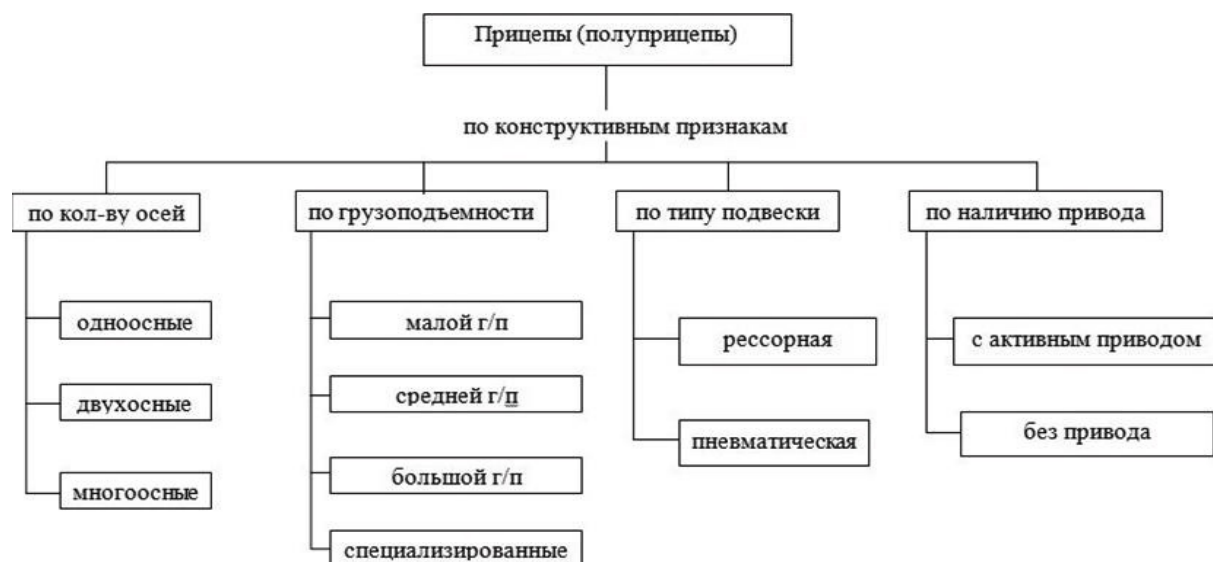 Прицепы (полуприцепы)
по конструктивным признакам
по кол-ву осей
по грузоподъемности
по типу подвески
по наличию привода
одноосные
двухосные
многоосные
малой г/п
средней г/п
большой г/п
специализированные
рессорная
пневматическая
с активным приводом
без привода